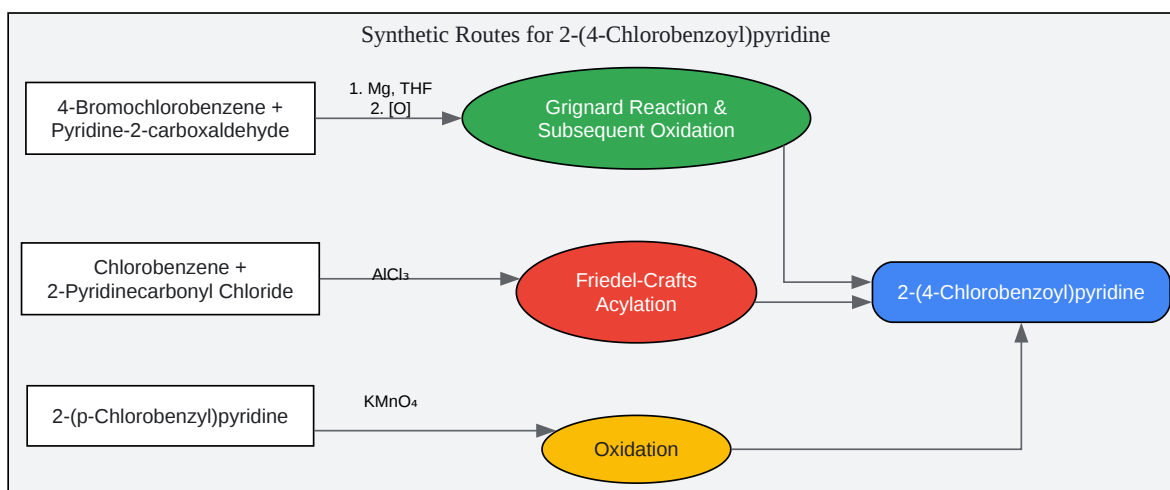 Synthetic Routes for 2-(4-Chlorobenzoyl)pyridine
4-Bromochlorobenzene +
Pyridine-2-carboxaldehyde
1. Mg, THF
2. [O]
Grignard Reaction &
Subsequent Oxidation
Chlorobenzene +
2-Pyridinecarbonyl Chloride
AlCl₃
Friedel-Crafts
Acylation
2-(4-Chlorobenzoyl)pyridine
2-(p-Chlorobenzyl)pyridine
KMnO₄
Oxidation